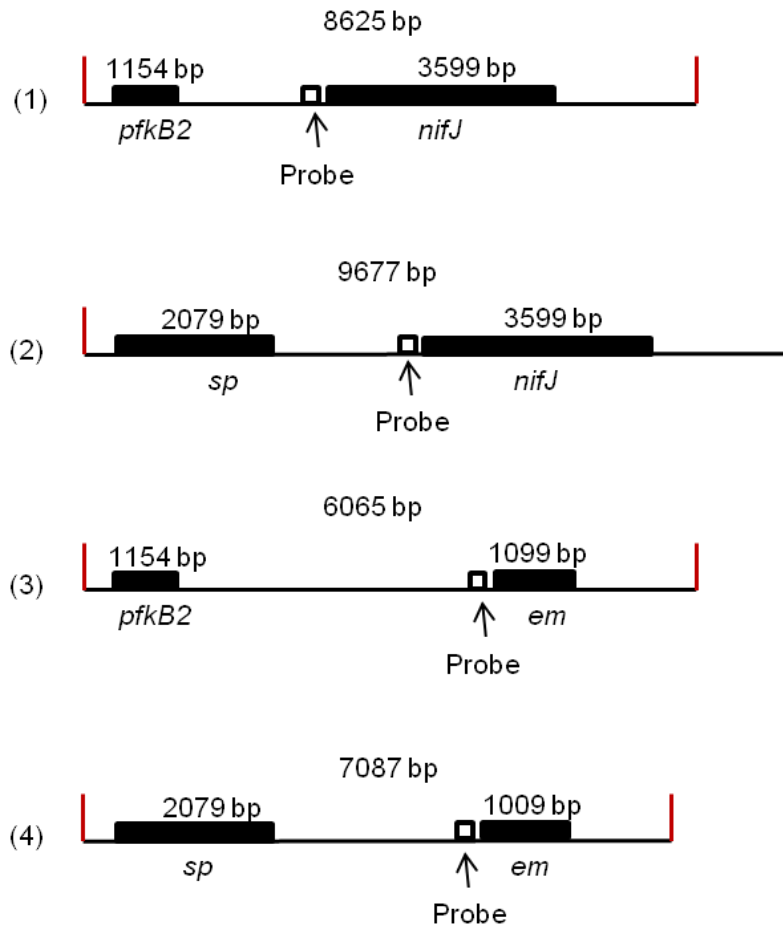 8625 bp
1154 bp 3599 bp
(1)
pfkB2 nifJ
Probe
9677 bp
2079 bp 3599 bp
(2)
sp nifJ
Probe
6065 bp
1154 bp 1099 bp
(3)
pfkB2 em
Probe
7087 bp
2079 bp 1009 bp
(4)
sp em
Probe